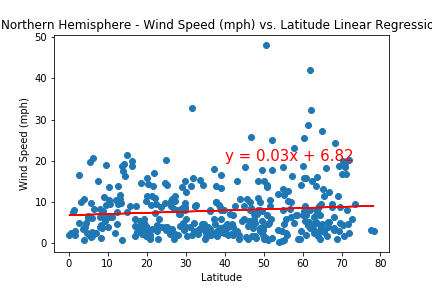 Northern Hemisphere - Wind Speed (mph) vs. Latitude Linear Regressio
50
40
30
20
10
0
Wind Speed (mph)
y = 0.03x + 6.82
0 10 20 30 40 50 60 70 80
Latitude